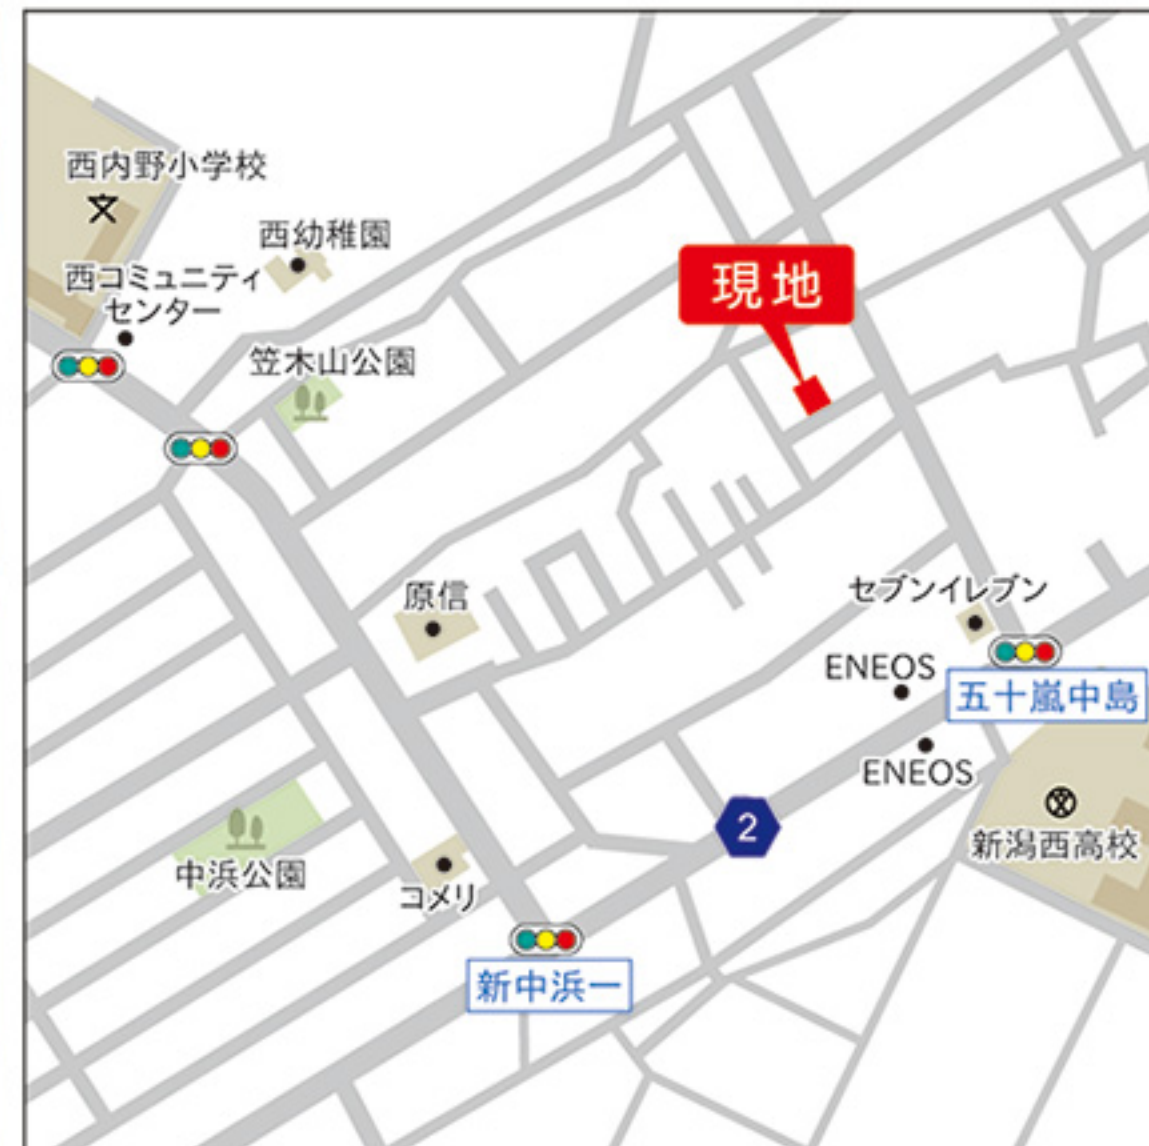 西内野小学校
西幼稚園
西コミュニティ
センター
現地
笠木山公園
原信
セブンイレブン
ENEOS
五十嵐中島
ENEOS
2
新潟西高校
中浜公園
コメリ
新中浜一